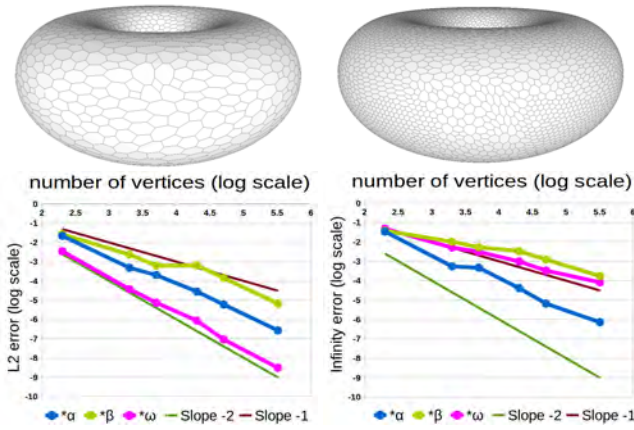 number of vertices (log scale)
2 2.5 3 3.5 4 4.5 5 5.5 6
L2 error (log scale)
-1
-2
-3
-4
-5
-6
-7
-8
-9
-10
*α *β *ω Slope -2 Slope -1
number of vertices (log scale)
2 2.5 3 3.5 4 4.5 5 5.5 6
Infinity error (log scale)
-1
-2
-3
-4
-5
-6
-7
-8
-9
-10
*α *β *ω Slope -2 Slope -1